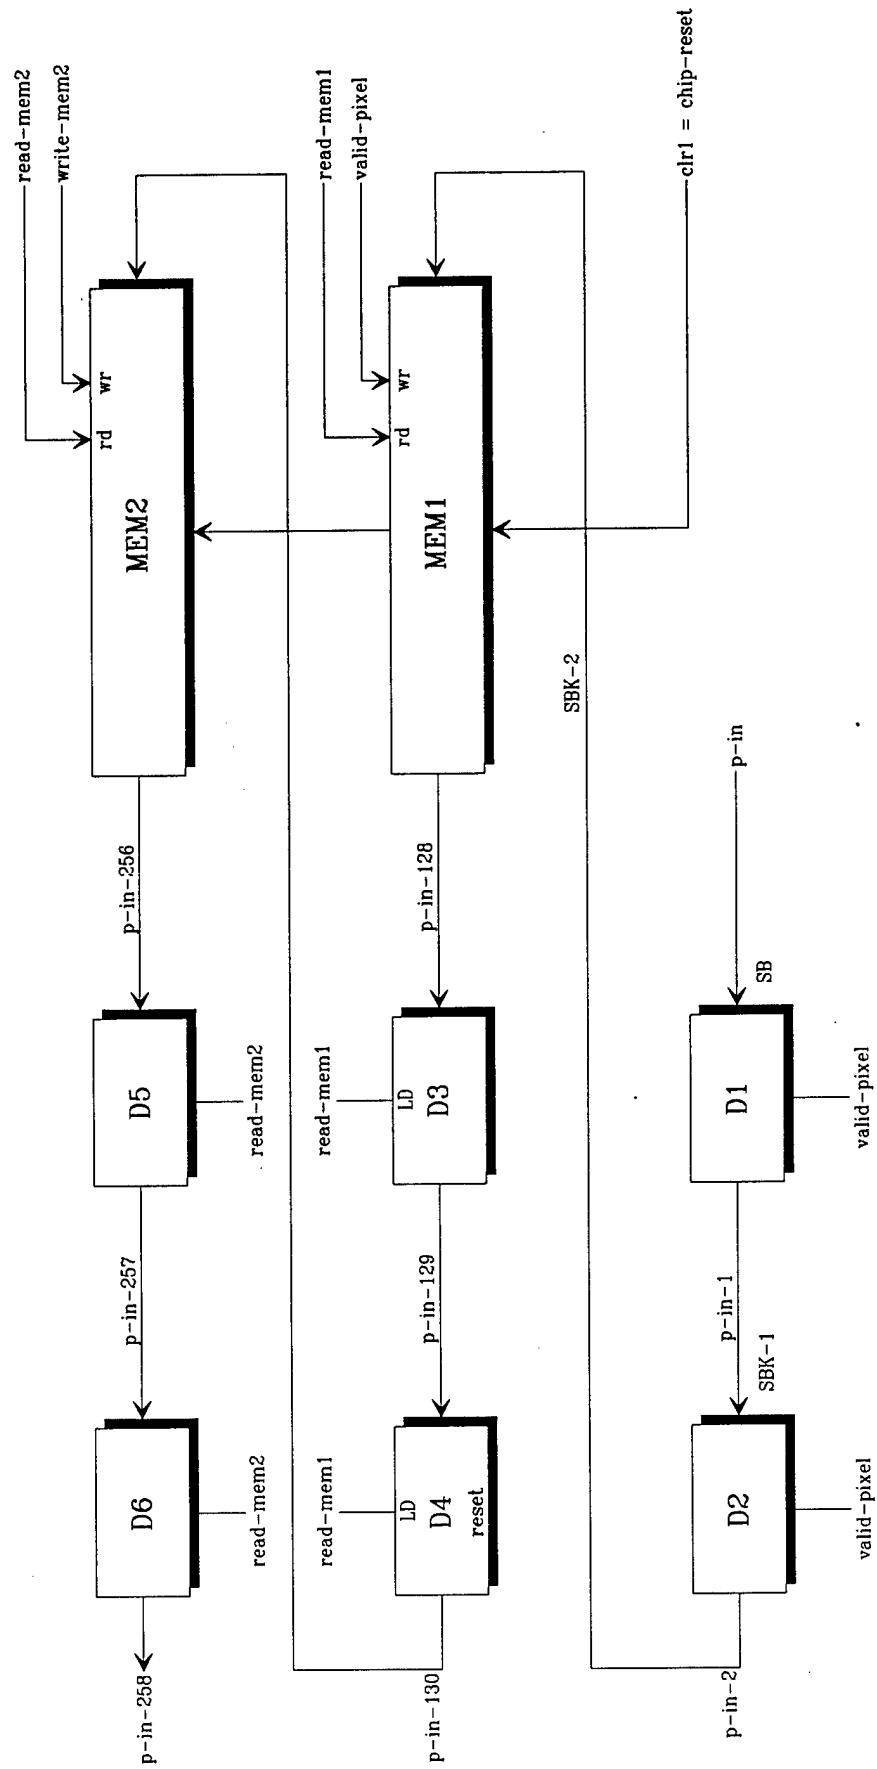 read-mem2
write-mem2
wr
rd
MEM2
p-in-256
D5
read-mem2
p-in-257
D6
read-mem2
p-in-258
read-mem1
valid-pixel
wr
rd
MEM1
p-in-128
read-mem1
LD
D3
p-in-129
read-mem1
LD
D4
reset
p-in-130
clr1 = chip-reset
SBK-2
p-in
SB
D1
valid-pixel
p-in-1
SBK-1
D2
valid-pixel
p-in-2